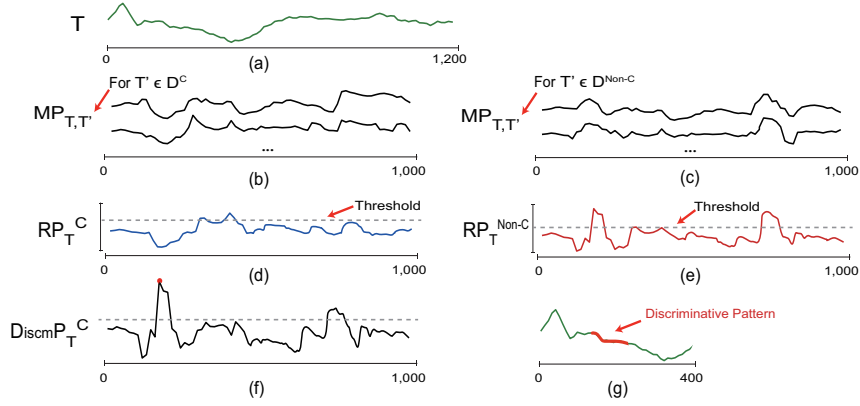 T
0 1,200
(a)
For T' ϵ D^C
MP_T,T'
...
0 1,000
(b)
For T' ϵ D^Non-C
MP_T,T'
...
0 1,000
(c)
RP_T^C
Threshold
0 1,000
(d)
RP_T^Non-C
Threshold
0 1,000
(e)
DiscmP_T^C
0 1,000
(f)
Discriminative Pattern
0 400
(g)